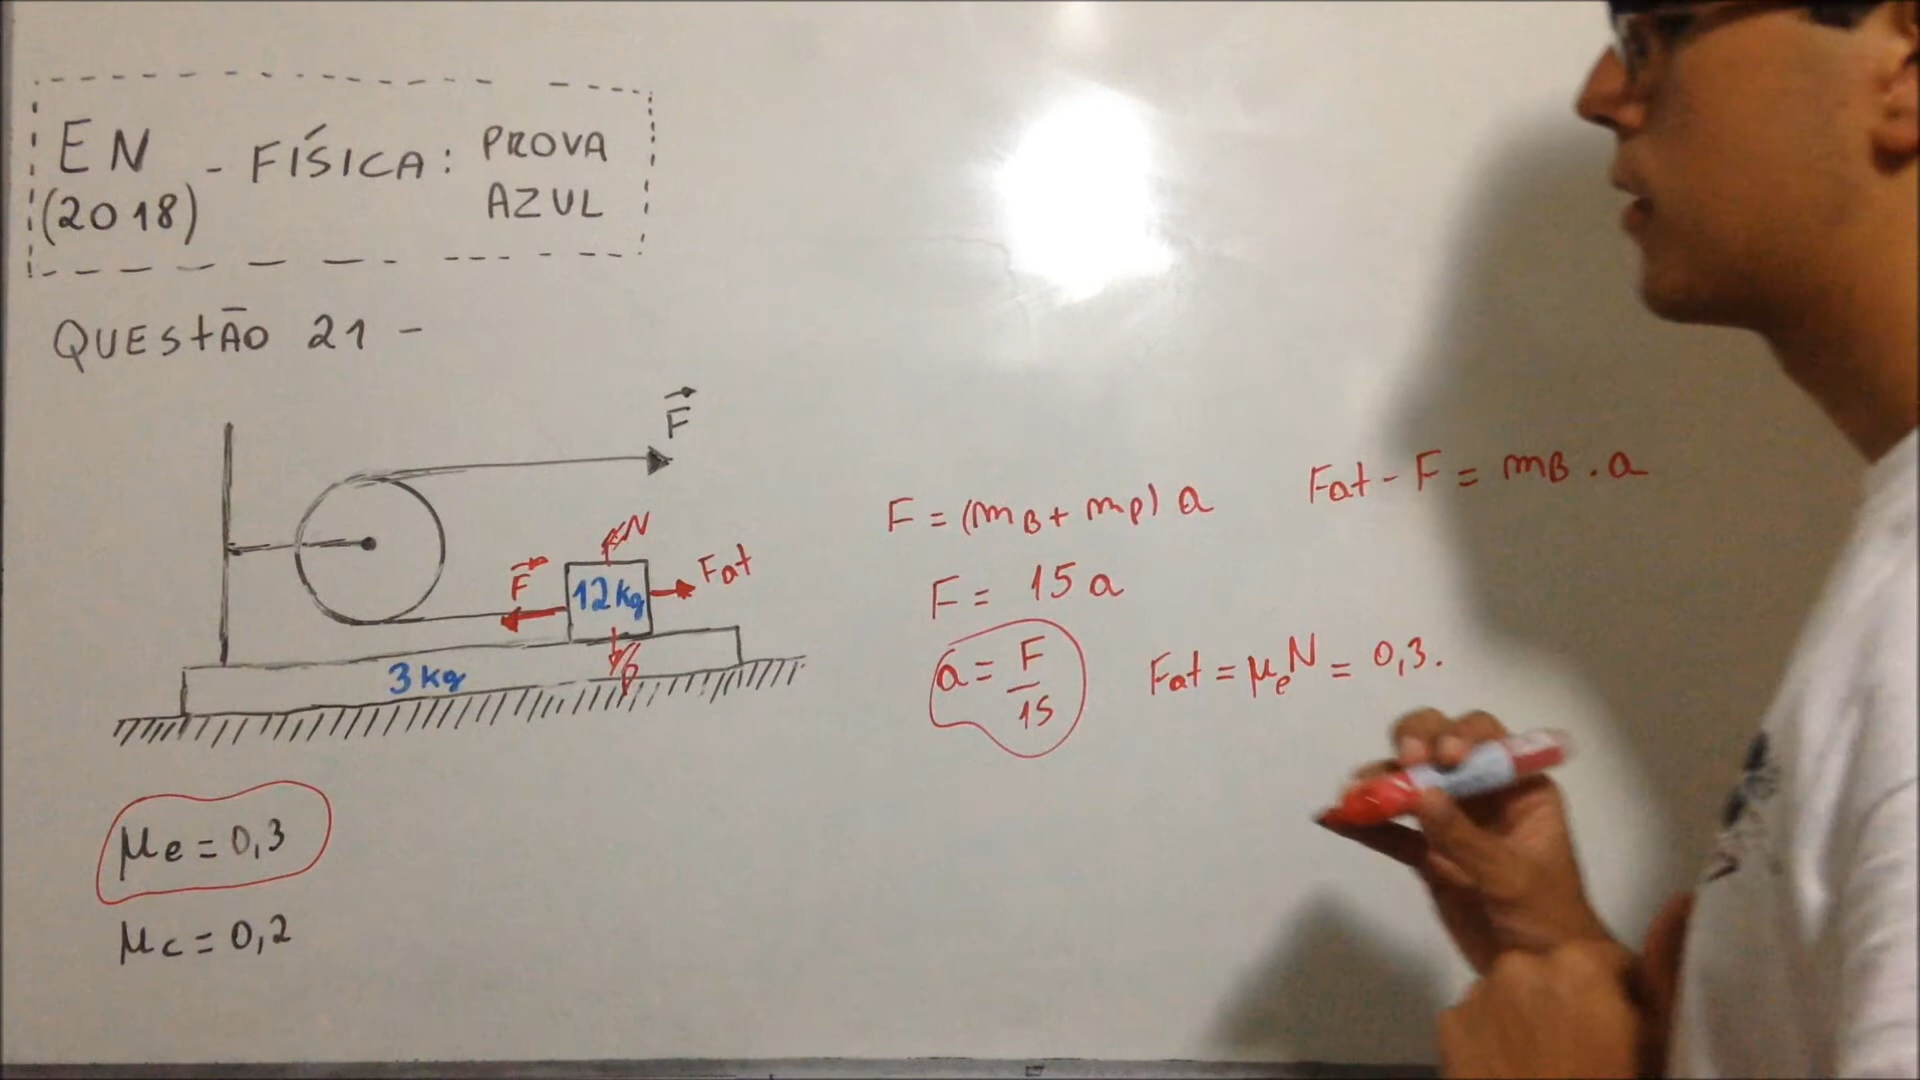 EN
(2018) - FÍSICA: PROVA
AZUL
QUESTÃO 21 -
F
N
F
12 kg
Fat
P
3 kg
μe = 0,3
μc = 0,2
F = (mB + mP) a
F = 15 a
a = F/15
Fat - F = mB . a
Fat = μeN = 0,3.